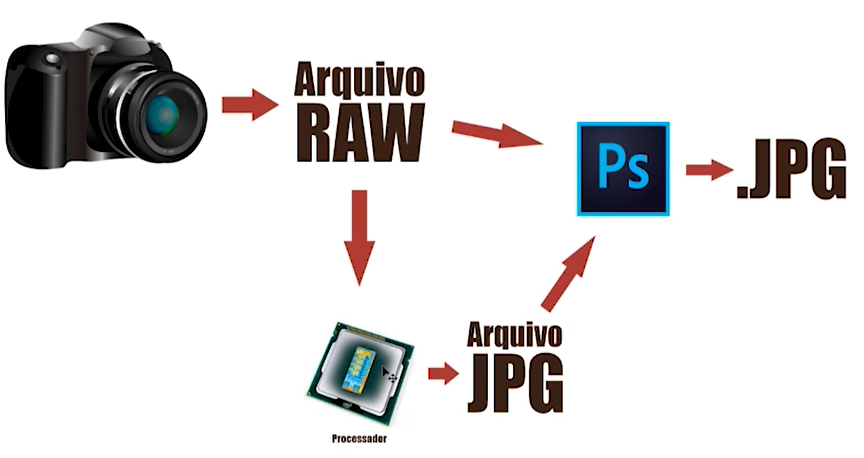 Arquivo
RAW
Ps
.JPG
Arquivo
JPG
Processador